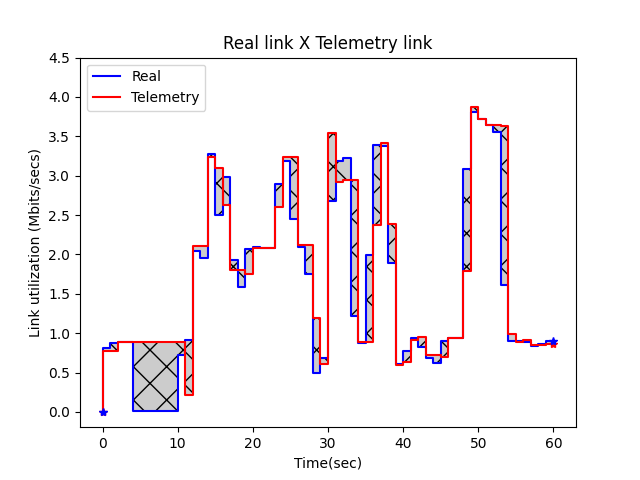 Real link X Telemetry link
Real
Telemetry
Link utilization (Mbits/secs)
4.5
4.0
3.5
3.0
2.5
2.0
1.5
1.0
0.5
0.0
0 10 20 30 40 50 60
Time(sec)